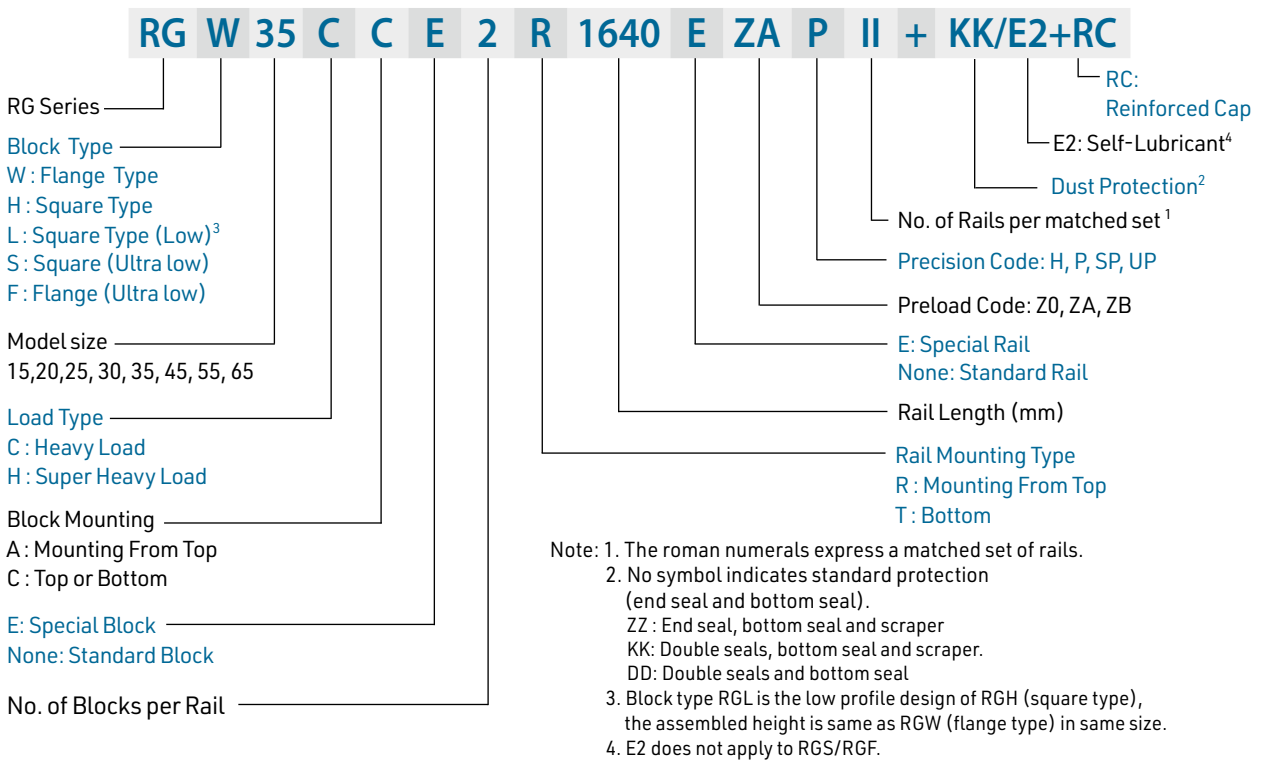 RG W 35 C C E 2 R 1640 E ZA P II + KK/E2+RC
RG Series
Block Type
W : Flange Type
H : Square Type
L : Square Type (Low)3
S : Square (Ultra low)
F : Flange (Ultra low)
Model size
15,20,25, 30, 35, 45, 55, 65
Load Type
C : Heavy Load
H : Super Heavy Load
Block Mounting
A : Mounting From Top
C : Top or Bottom
E: Special Block
None: Standard Block
No. of Blocks per Rail
RC:
Reinforced Cap
E2: Self-Lubricant4
Dust Protection2
No. of Rails per matched set 1
Precision Code: H, P, SP, UP
Preload Code: Z0, ZA, ZB
E: Special Rail
None: Standard Rail
Rail Length (mm)
Rail Mounting Type
R : Mounting From Top
T : Bottom
Note: 1. The roman numerals express a matched set of rails.
2. No symbol indicates standard protection
(end seal and bottom seal).
ZZ : End seal, bottom seal and scraper
KK: Double seals, bottom seal and scraper.
DD: Double seals and bottom seal
3. Block type RGL is the low profile design of RGH (square type),
the assembled height is same as RGW (flange type) in same size.
4. E2 does not apply to RGS/RGF.